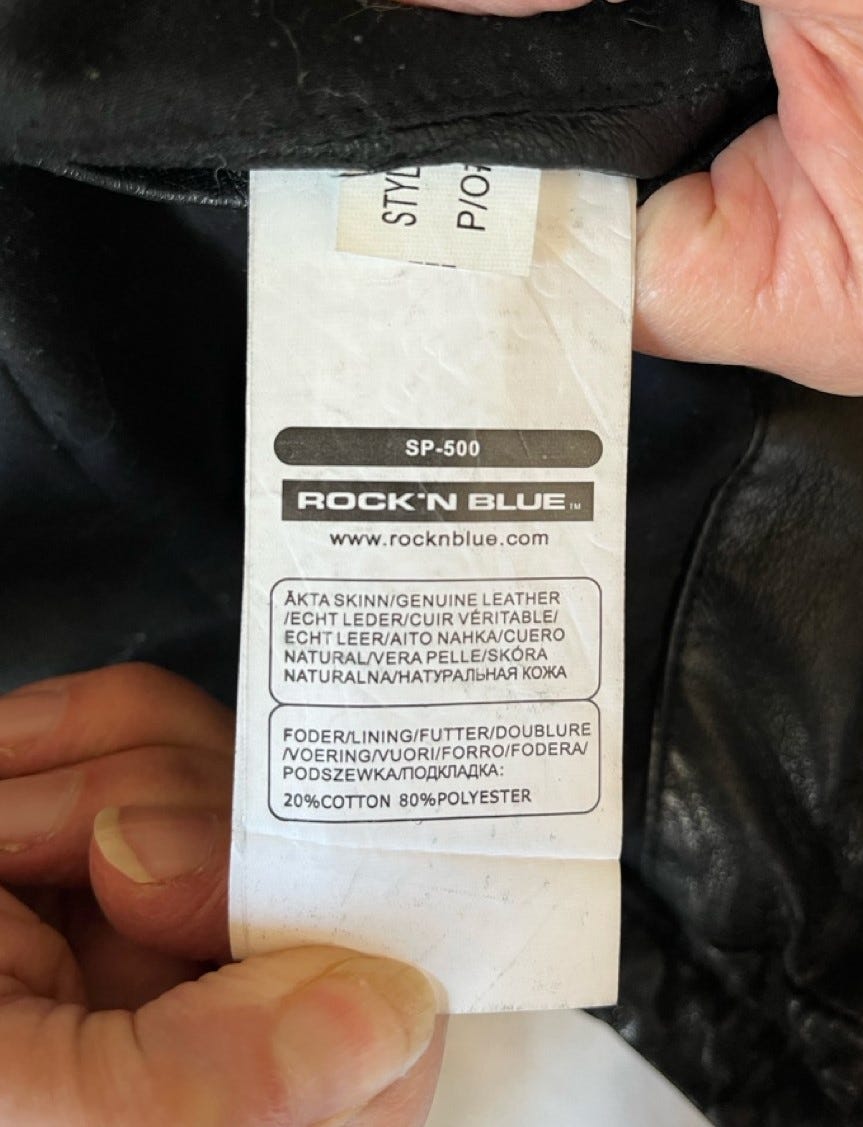 STYL
P/O#
SP-500
ROCK'N BLUE™
www.rocknblue.com
ÄKTA SKINN/GENUINE LEATHER
/ECHT LEDER/CUIR VÉRITABLE/
ECHT LEER/AITO NAHKA/CUERO
NATURAL/VERA PELLE/SKÓRA
NATURALNA/НАТУРАЛЬНАЯ КОЖА
FODER/LINING/FUTTER/DOUBLURE
/VOERING/VUORI/FORRO/FODERA/
PODSZEWKA/ПОДКЛАДКА:
20%COTTON 80%POLYESTER